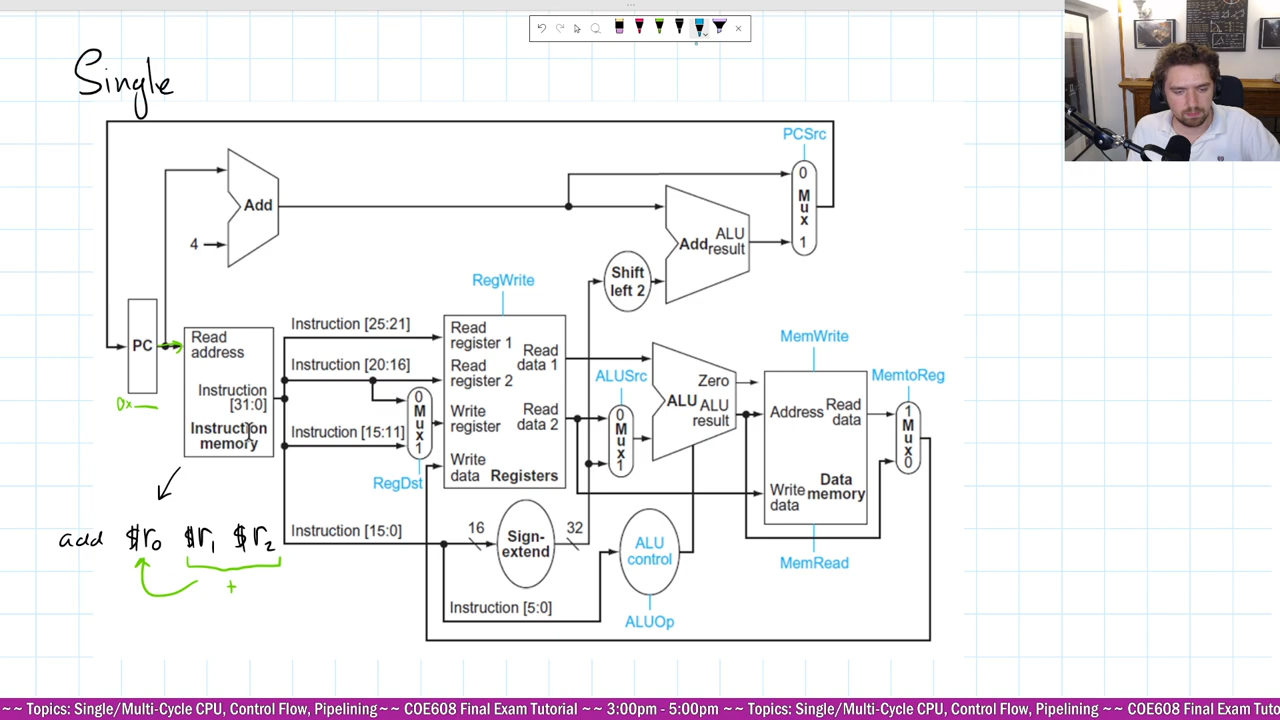 Single
PCSrc
0
M
u
x
1
Add
4
Add ALU
result
Shift
left 2
RegWrite
PC
0x
Read
address
Instruction
[31:0]
Instruction
memory
Instruction [25:21]
Instruction [20:16]
Instruction [15:11]
Instruction [15:0]
Instruction [5:0]
0
M
u
x
1
RegDst
Read
register 1
Read
register 2
Write
register
Write
data
Read
data 1
Read
data 2
Registers
ALUSrc
0
M
u
x
1
Zero
ALU ALU
result
MemWrite
Address
Read
data
Write
data
Data
memory
MemRead
MemtoReg
1
M
u
x
0
16
Sign-
extend
32
ALU
control
ALUOp
add $r0 $r1 $r2
+
~~ Topics: Single/Multi-Cycle CPU, Control Flow, Pipelining ~~ COE608 Final Exam Tutorial ~~ 3:00pm - 5:00pm ~~ Topics: Single/Multi-Cycle CPU, Control Flow, Pipelining ~~ COE608 Final Exam Tuto